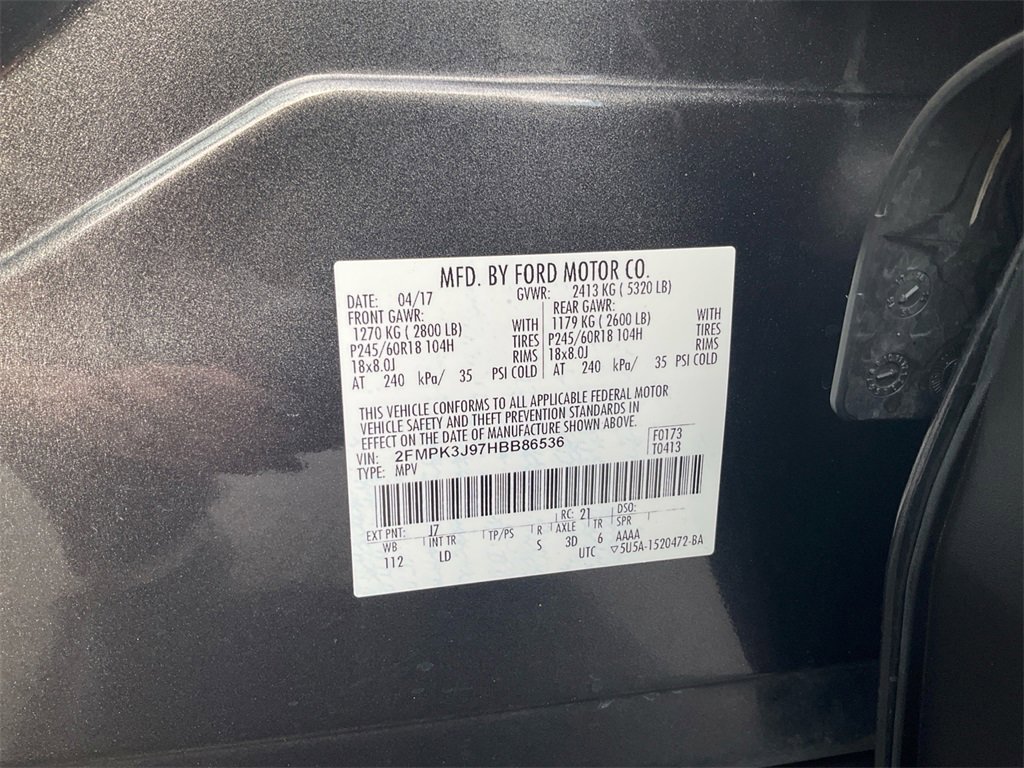 MFD. BY FORD MOTOR CO.
DATE: 04/17 GVWR: 2413 KG ( 5320 LB)
FRONT GAWR: REAR GAWR:
1270 KG ( 2800 LB) WITH 1179 KG ( 2600 LB) WITH
P245/60R18 104H TIRES P245/60R18 104H TIRES
18x8.0J RIMS 18x8.0J RIMS
AT 240 kPa/ 35 PSI COLD AT 240 kPa/ 35 PSI COLD
THIS VEHICLE CONFORMS TO ALL APPLICABLE FEDERAL MOTOR
VEHICLE SAFETY AND THEFT PREVENTION STANDARDS IN
EFFECT ON THE DATE OF MANUFACTURE SHOWN ABOVE.
VIN: 2FMPK3J97HBB86536 F0173
TYPE: MPV T0413
EXT PNT: J7 RC: 21 DSO:
WB INT TR TP/PS R AXLE TR SPR
112 LD S 3D 6 AAAA
UTC ▽5U5A-1520472-BA